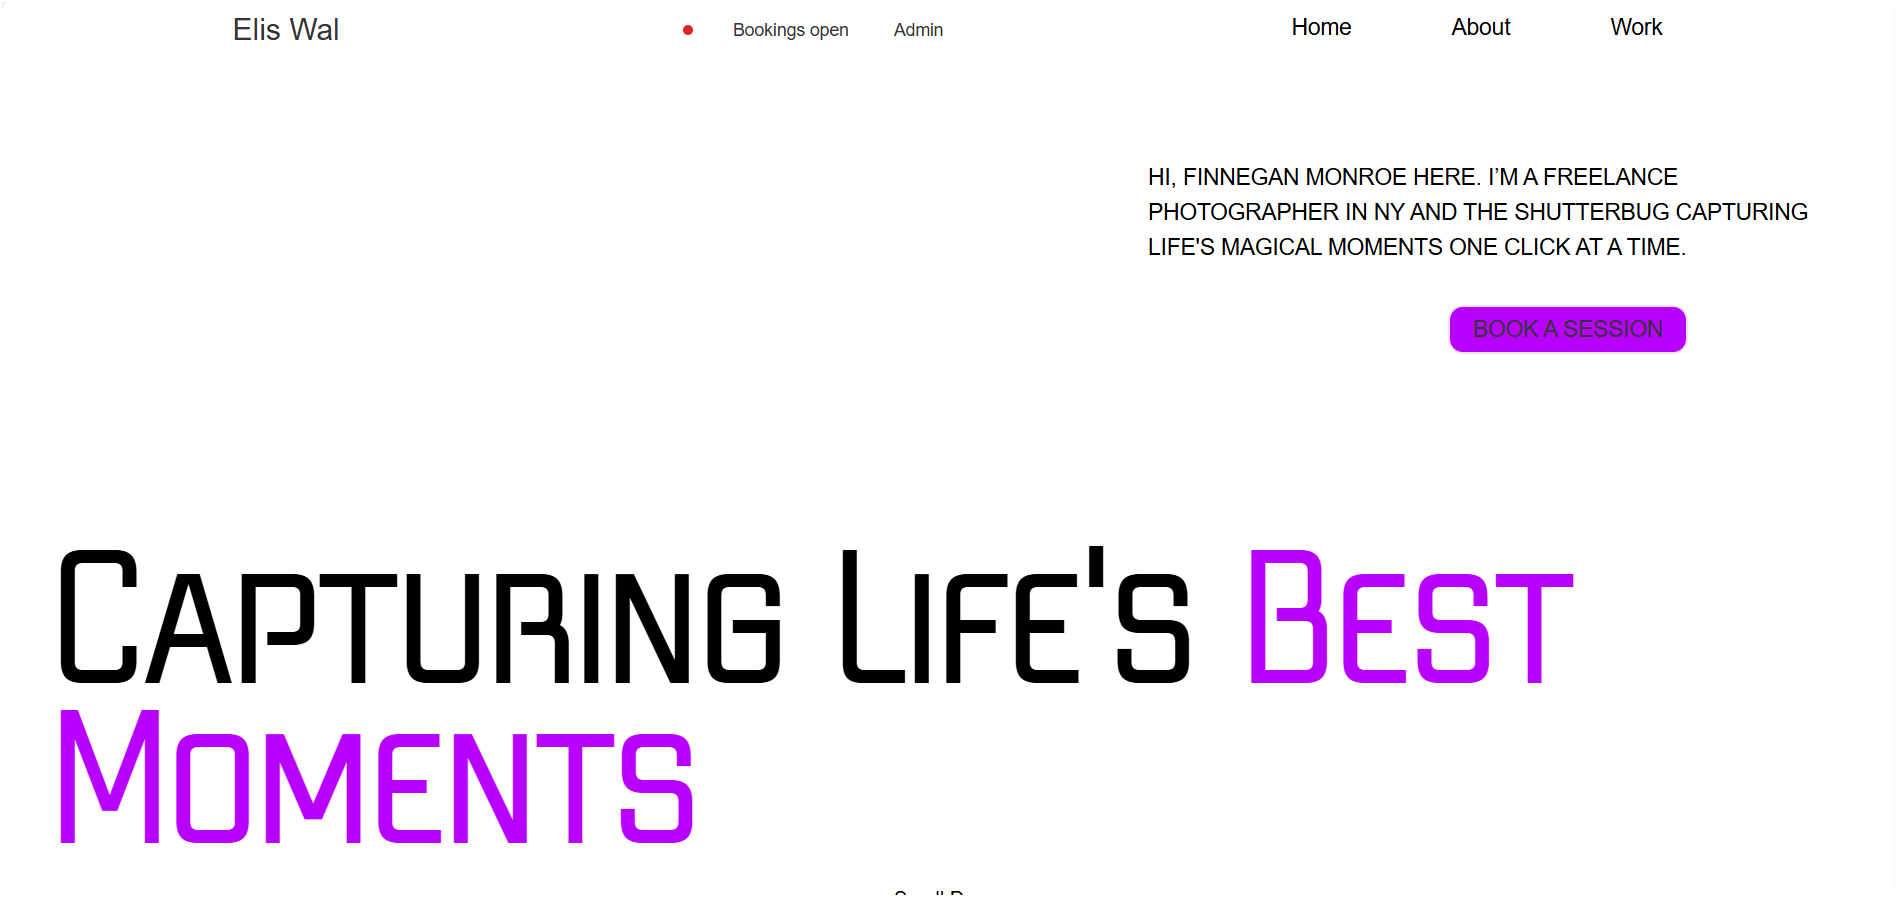 Elis Wal
Bookings open
Admin
Home
About
Work
HI, FINNEGAN MONROE HERE. I’M A FREELANCE
PHOTOGRAPHER IN NY AND THE SHUTTERBUG CAPTURING
LIFE'S MAGICAL MOMENTS ONE CLICK AT A TIME.
BOOK A SESSION
Capturing Life's Best
Moments